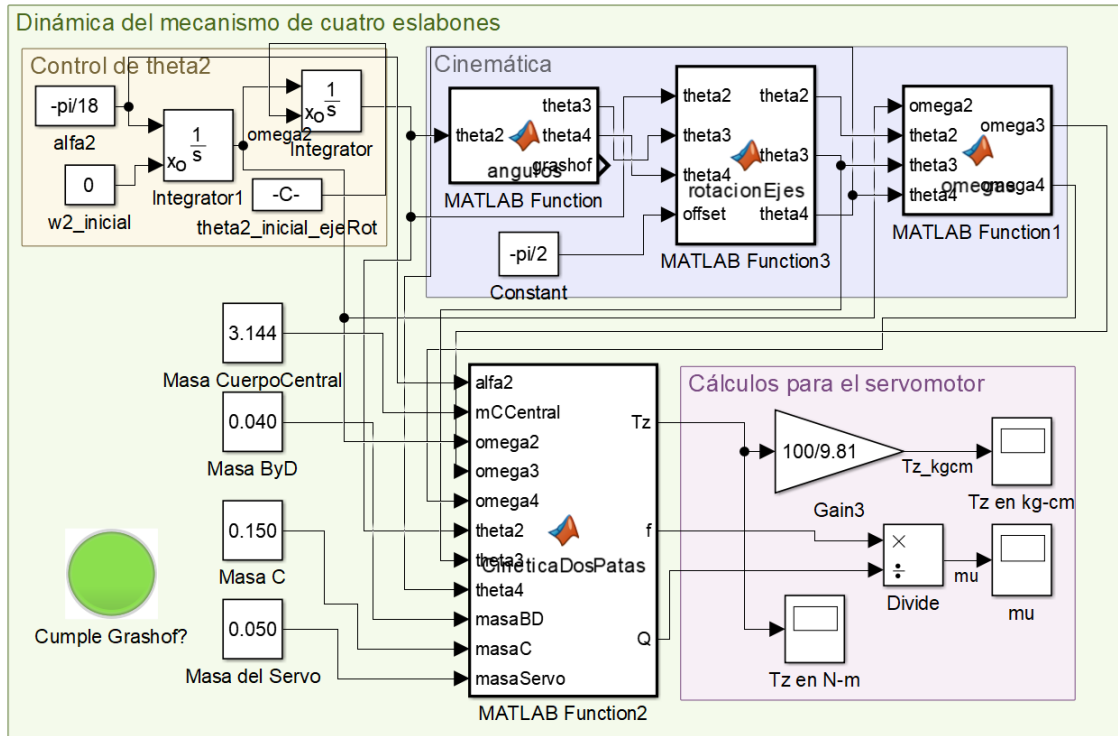 Dinámica del mecanismo de cuatro eslabones
Control de theta2
-pi/18
alfa2
0
w2_inicial
1
s
xo
Integrator1
omega2
1
s
xo
Integrator
-C-
theta2_inicial_ejeRot
Cinemática
theta2
theta3
theta4
grashof
angulos
MATLAB Function
-pi/2
Constant
theta2
theta3
theta4
offset
theta2
theta3
theta4
rotacionEjes
MATLAB Function3
omega2
theta2
theta3
theta4
omega3
omega4
omegas
MATLAB Function1
3.144
Masa CuerpoCentral
0.040
Masa ByD
0.150
Masa C
0.050
Masa del Servo
Cumple Grashof?
alfa2
mCCentral
omega2
omega3
omega4
theta2
theta3
theta4
masaBD
masaC
masaServo
Tz
f
Q
CineticaDosPatas
MATLAB Function2
Cálculos para el servomotor
100/9.81
Gain3
Tz_kgcm
Tz en kg-cm
×
÷
Divide
mu
mu
Tz en N-m